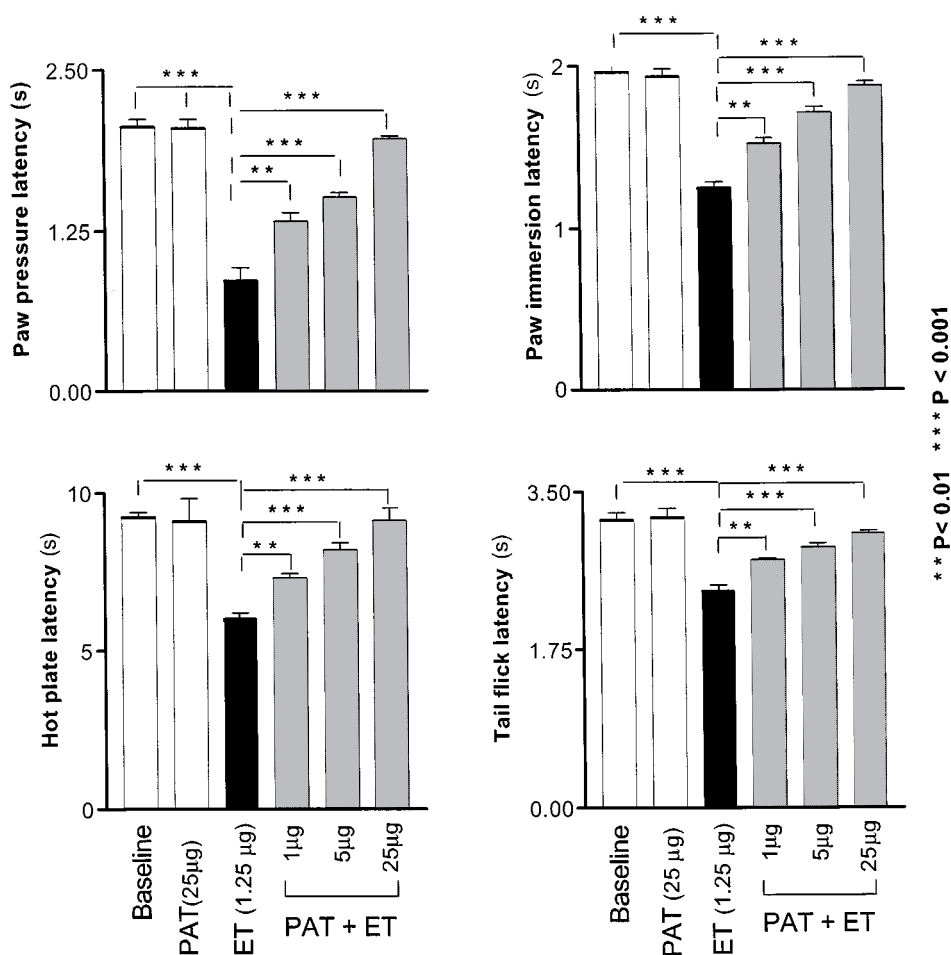 Paw pressure latency (s)
2.50
1.25
0.00
***
***
***
**
Paw immersion latency (s)
2
1
0
***
***
***
**
Hot plate latency (s)
10
5
0
***
***
***
**
Baseline
PAT(25µg)
ET (1.25 µg)
1µg
5µg
25µg
PAT + ET
Tail flick latency (s)
3.50
1.75
0.00
***
***
***
**
Baseline
PAT (25 µg)
ET (1.25 µg)
1µg
5µg
25µg
PAT + ET
** P< 0.01 *** P < 0.001